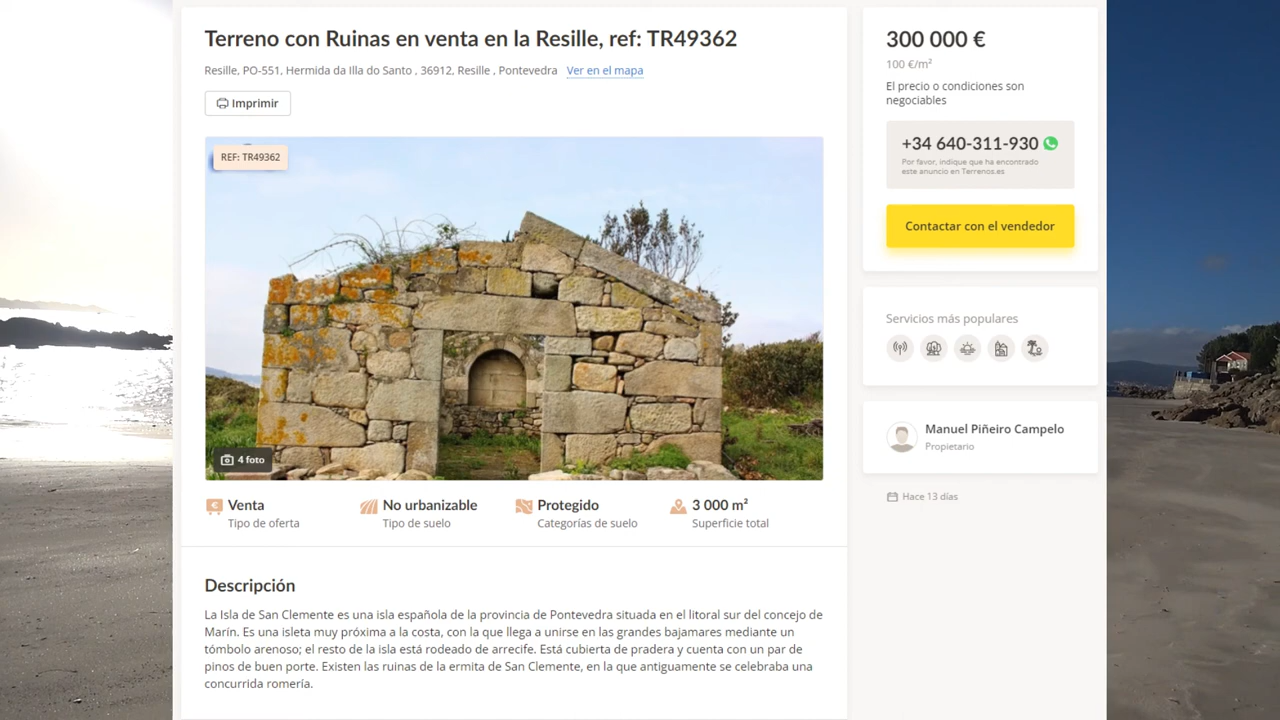 Terreno con Ruinas en venta en la Resille, ref: TR49362
Resille, PO-551, Hermida da Illa do Santo , 36912, Resille , Pontevedra Ver en el mapa
Imprimir
REF: TR49362
4 foto
Venta
Tipo de oferta
No urbanizable
Tipo de suelo
Protegido
Categorías de suelo
3 000 m²
Superficie total
Descripción
La Isla de San Clemente es una isla española de la provincia de Pontevedra situada en el litoral sur del concejo de
Marín. Es una isleta muy próxima a la costa, con la que llega a unirse en las grandes bajamares mediante un
tómbolo arenoso; el resto de la isla está rodeado de arrecife. Está cubierta de pradera y cuenta con un par de
pinos de buen porte. Existen las ruinas de la ermita de San Clemente, en la que antiguamente se celebraba una
concurrida romería.
300 000 €
100 €/m²
El precio o condiciones son
negociables
+34 640-311-930
Por favor, indique que ha encontrado
este anuncio en Terrenos.es
Contactar con el vendedor
Servicios más populares
Manuel Piñeiro Campelo
Propietario
Hace 13 días